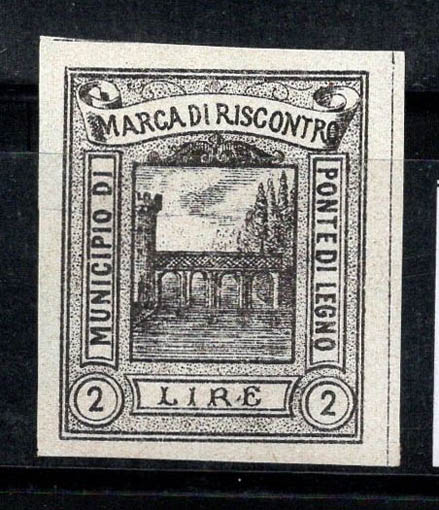 MARCA DI RISCONTRO
MUNICIPIO DI
PONTE DI LEGNO
2 LIRE 2